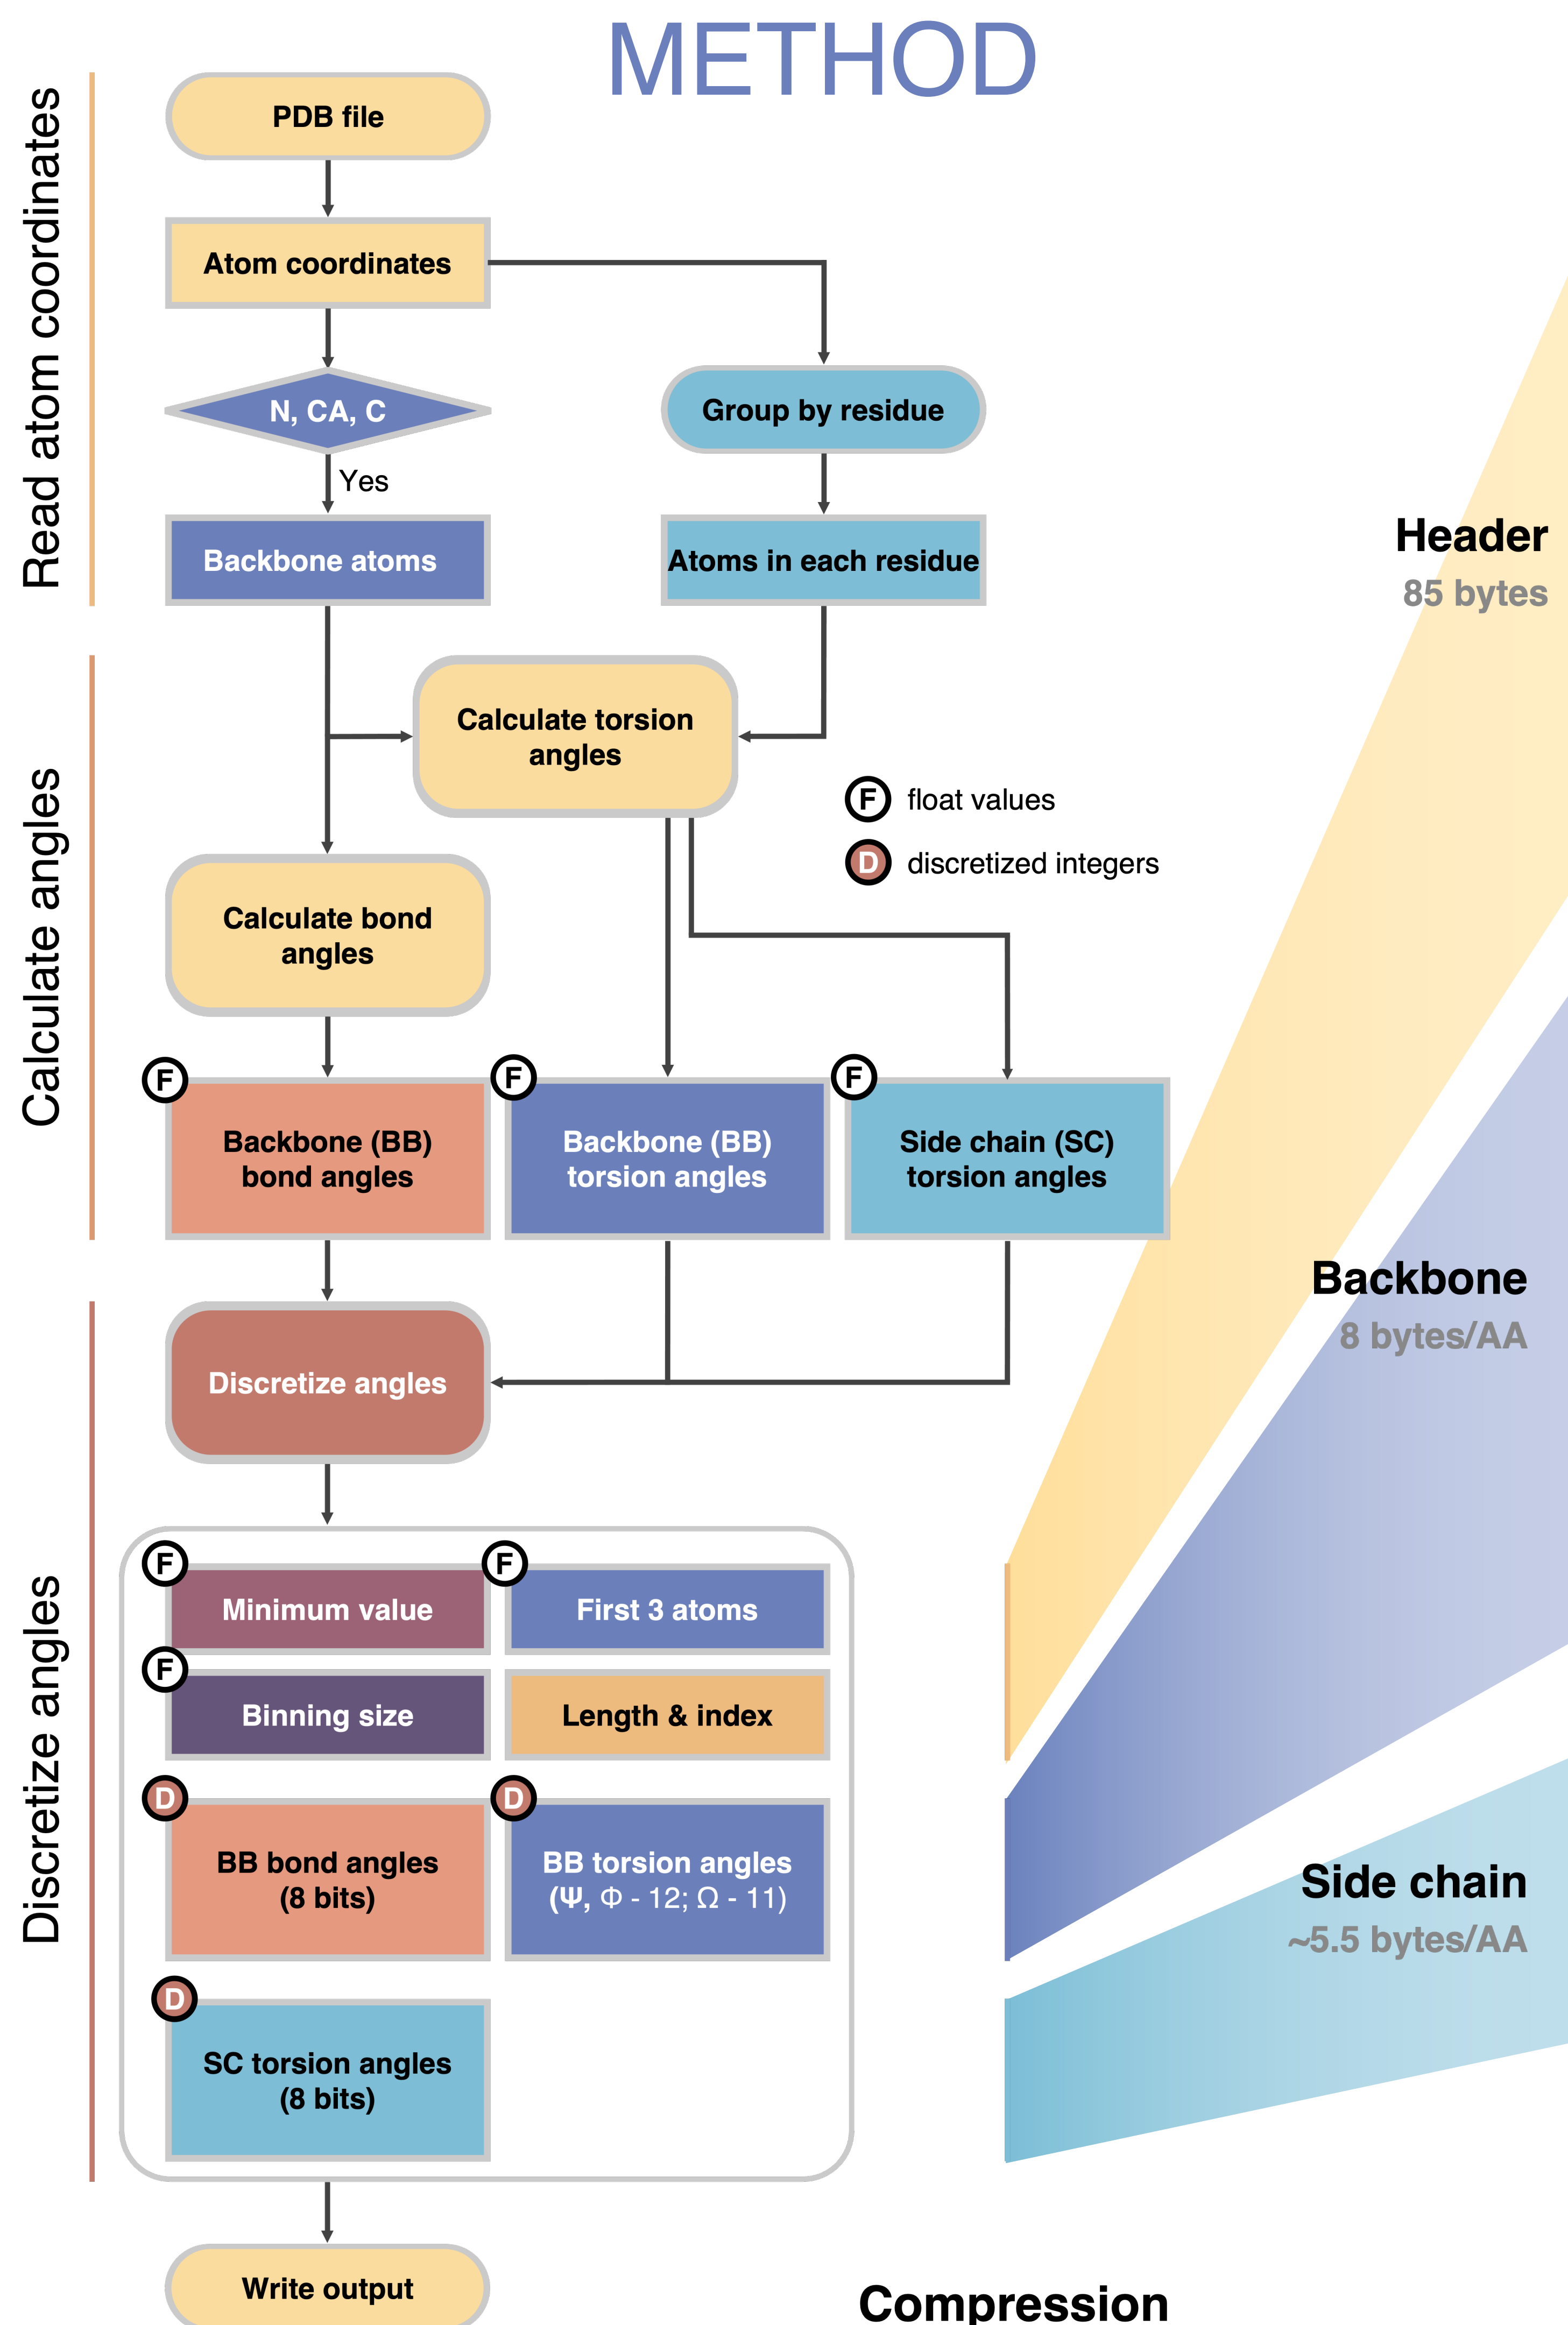 METHOD
Read atom coordinates
PDB file
Atom coordinates
N, CA, C
Group by residue
Yes
Backbone atoms
Atoms in each residue
Header
85 bytes
Calculate angles
Calculate torsion
angles
F float values
D discretized integers
Calculate bond
angles
F
Backbone (BB)
bond angles
F
Backbone (BB)
torsion angles
F
Side chain (SC)
torsion angles
Backbone
8 bytes/AA
Discretize angles
Discretize angles
F
Minimum value
F
First 3 atoms
F
Binning size
Length & index
D
BB bond angles
(8 bits)
D
BB torsion angles
(Ψ, Φ - 12; Ω - 11)
Side chain
~5.5 bytes/AA
D
SC torsion angles
(8 bits)
Write output
Compression